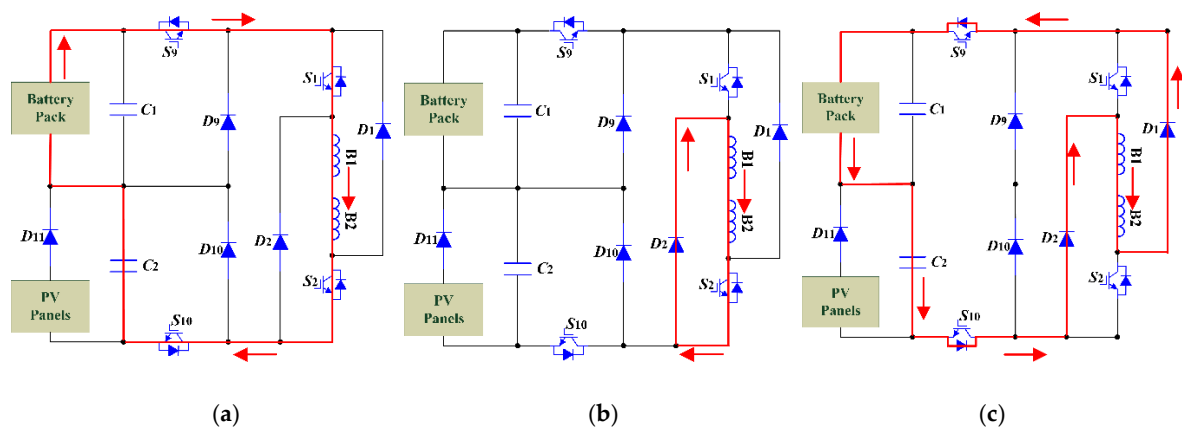 S9
S1
Battery
Pack
C1
D9
D1
B1
B2
D11
D10
D2
C2
S2
PV
Panels
S10
(a)
S9
S1
Battery
Pack
C1
D9
D1
B1
B2
D11
D10
D2
C2
S2
PV
Panels
S10
(b)
S9
S1
Battery
Pack
C1
D9
D1
B1
B2
D11
D10
D2
C2
S2
PV
Panels
S10
(c)